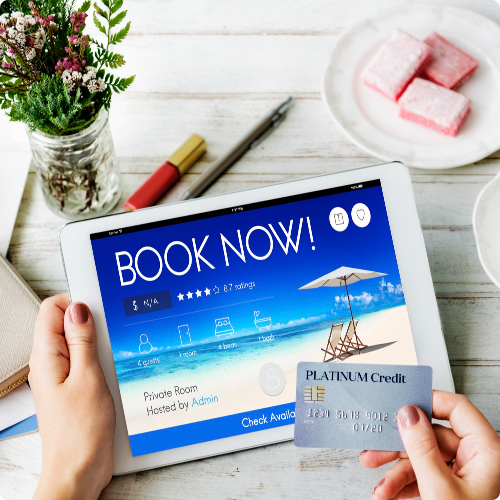 BOOK NOW!
$ N/A
8.7 ratings
4 guests
1 room
4 beds
1 bath
Private Room
Hosted by Admin
Check Availa
PLATINUM Credit
1234 5678 9012
01/20